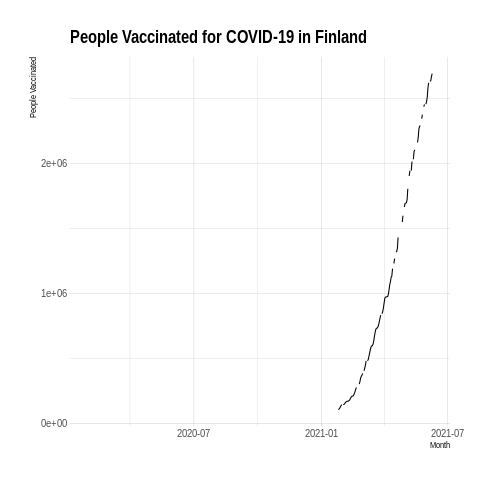 People Vaccinated for COVID-19 in Finland
People Vaccinated
2e+06
1e+06
0e+00
2020-07
2021-01
2021-07
Month